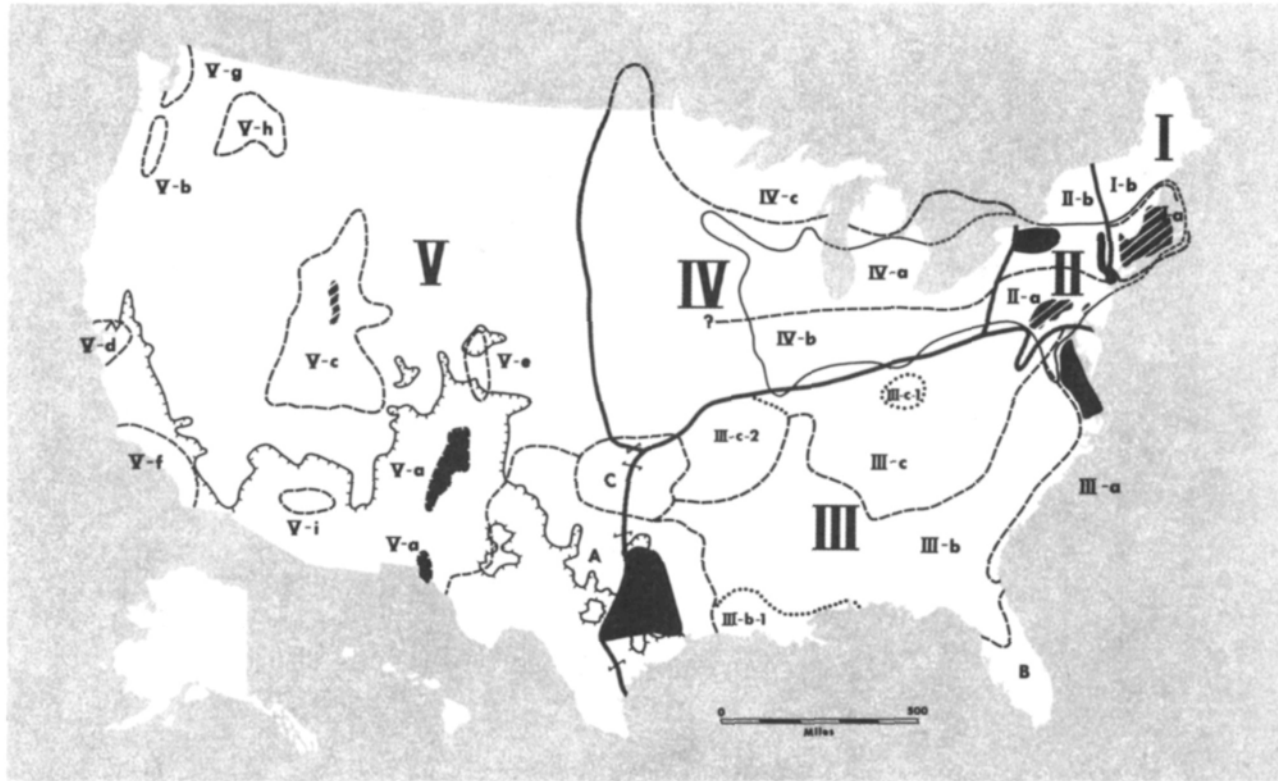 V-g
V-h
V-b
I
IV-c
II-b
I-b
-a
V
IV
IV-a
II
II-a
?
IV-b
V-d
V-c
V-e
III-c-1
V-f
V-a
C
III-c-2
III-c
III-a
V-i
III
V-a
A
III-b
III-b-1
B
0
500
Miles